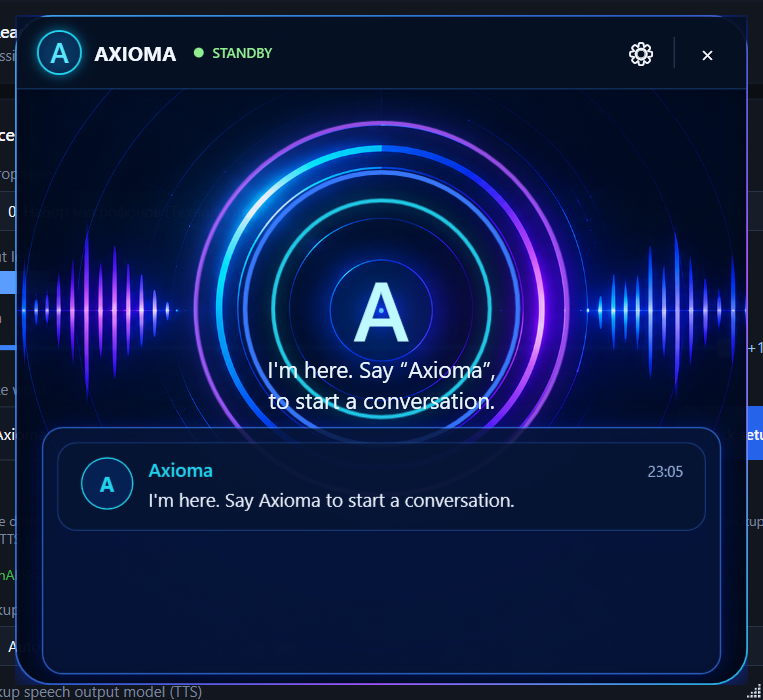 A AXIOMA STANDBY
A
I'm here. Say “Axioma”,
to start a conversation.
A Axioma 23:05
I'm here. Say Axioma to start a conversation.
+1
kup speech output model (TTS)